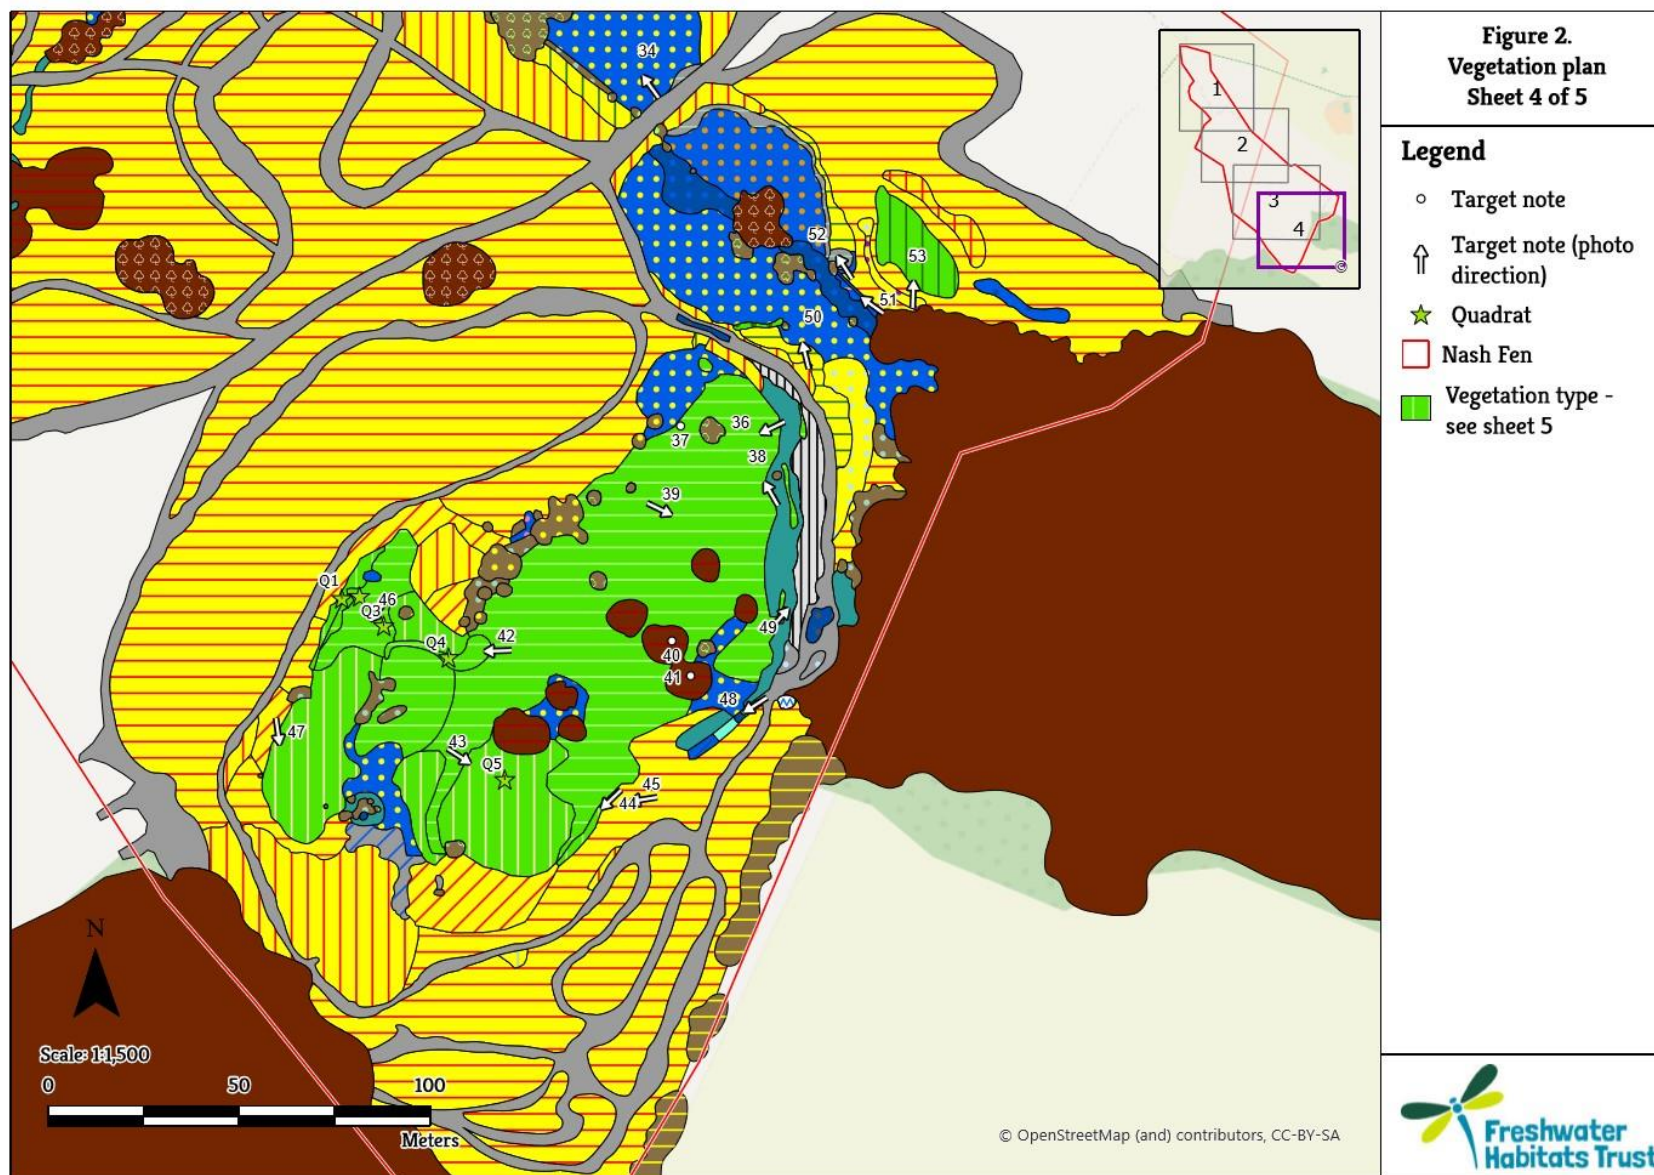 Figure 2.
Vegetation plan
Sheet 4 of 5
Legend
Target note
Target note (photo
direction)
Quadrat
Nash Fen
Vegetation type -
see sheet 5
1
2
3
4
©
34
52
53
51
50
36
37
38
39
Q1
46
Q3
Q4
42
40
49
41
48
47
43
Q5
45
44
N
Scale: 1:1,500
0 50 100
Meters
© OpenStreetMap (and) contributors, CC-BY-SA
Freshwater
Habitats Trust